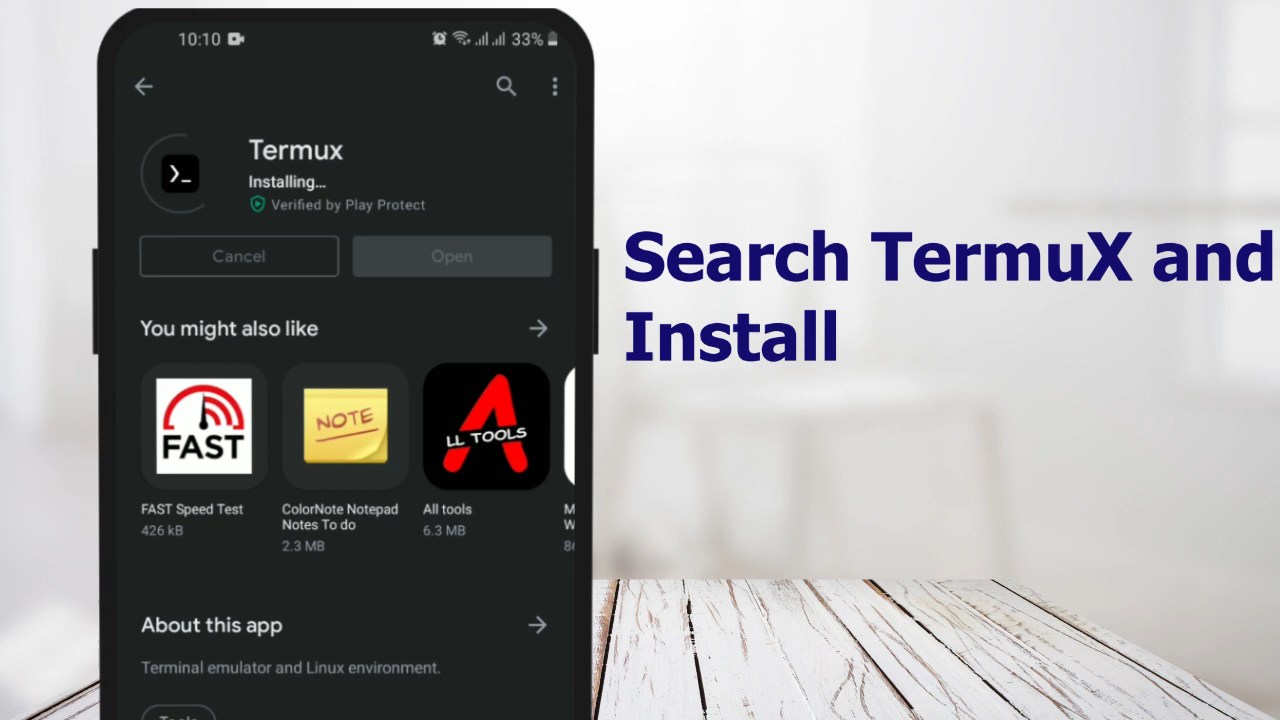 10:10 33%
Termux
Installing...
Verified by Play Protect
Cancel Open
You might also like
FAST
NOTE
LL TOOLS
FAST Speed Test
426 kB
ColorNote Notepad
Notes To do
2.3 MB
All tools
6.3 MB
M
W
About this app
Terminal emulator and Linux environment.
Tools
Search TermuX and
Install